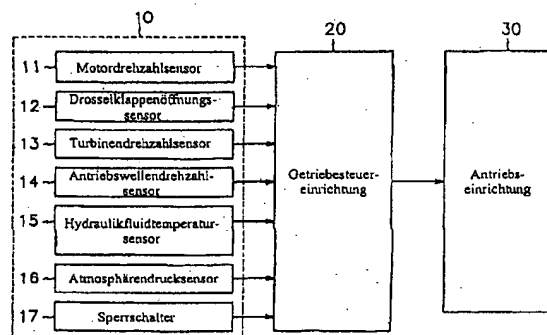 10
20
30
11
Motordrehzahlsensor
12
Drosselklappenöffnungs-
sensor
13
Turbinendrehzahlsensor
14
Antriebswellendrehzahl-
sensor
15
Hydraulikfluidtemperatur-
sensor
16
Atmosphärendrucksensor
17
Sperrschalter
Getriebesteuer-
einrichtung
Antriebs-
einrichtung